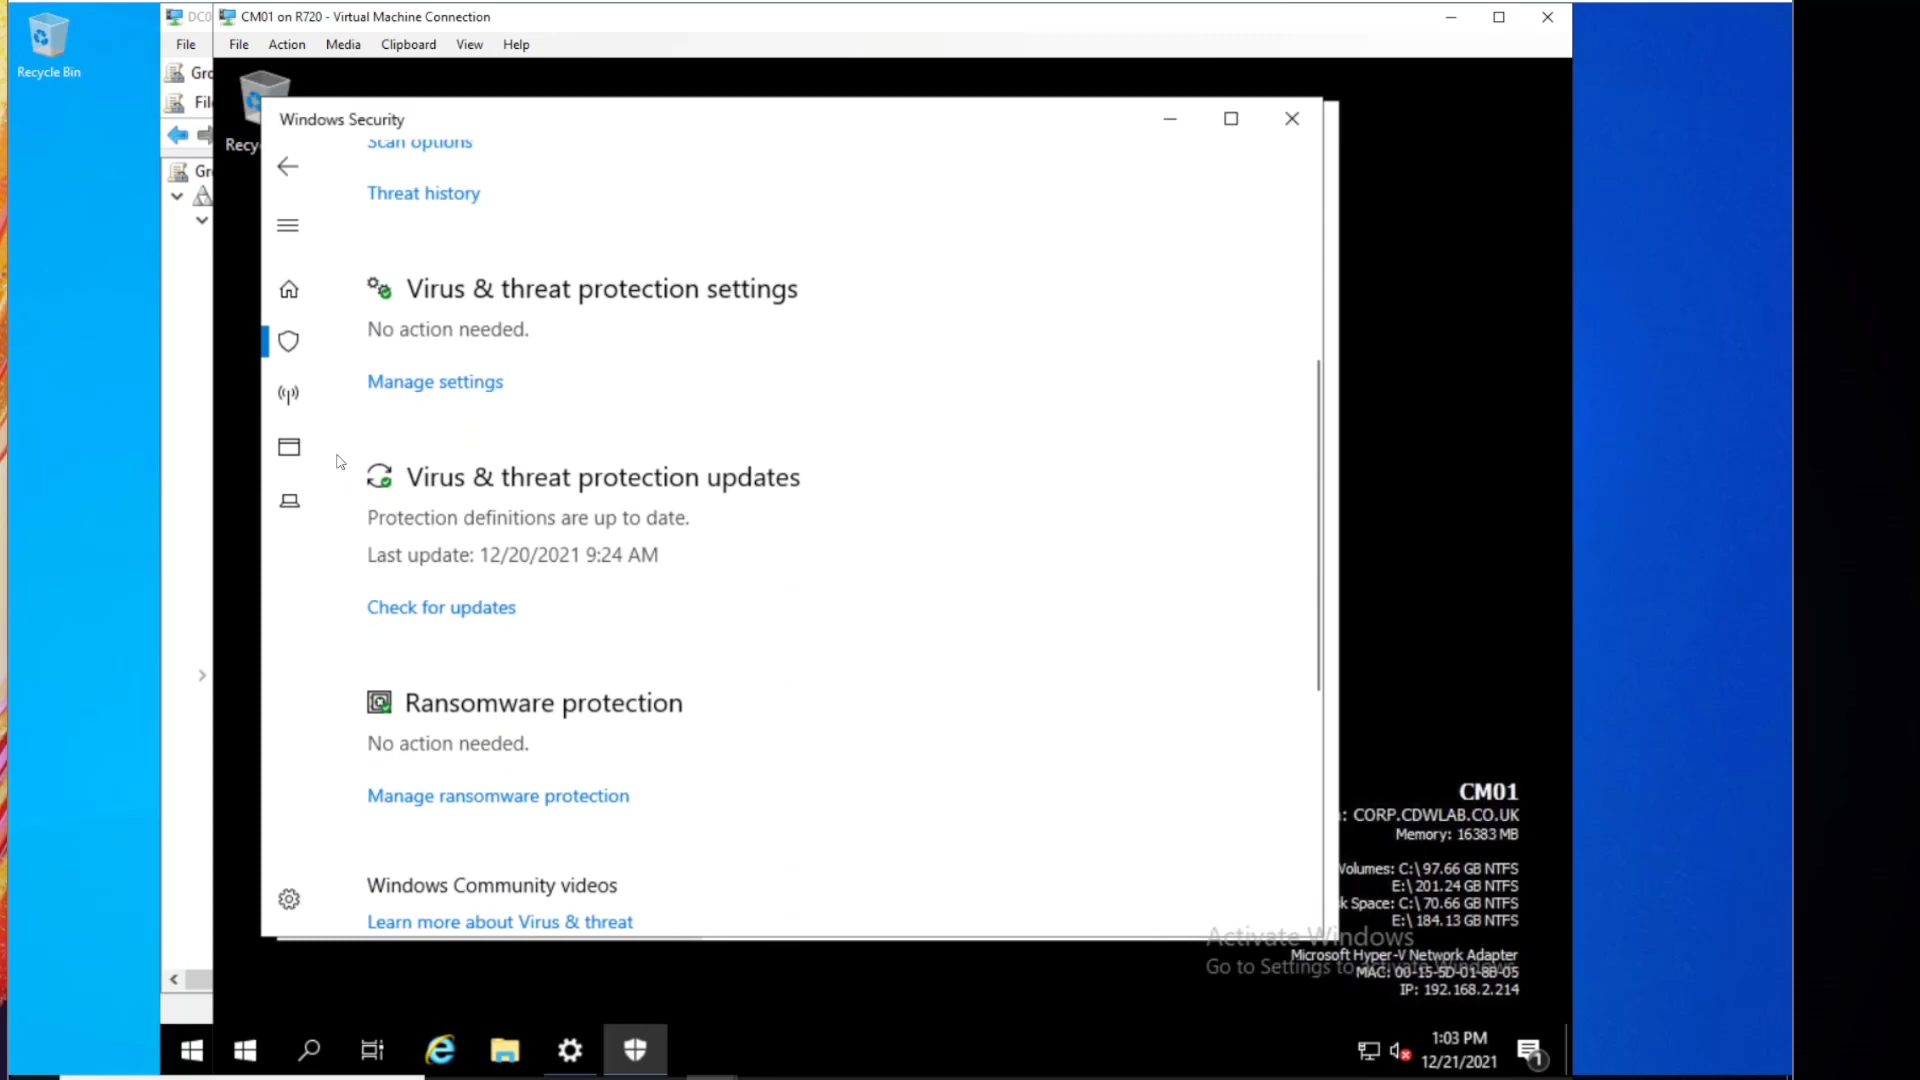 Recycle Bin
DC0
CM01 on R720 - Virtual Machine Connection
File
File
Action
Media
Clipboard
View
Help
Windows Security
Scan options
Threat history
Virus & threat protection settings
No action needed.
Manage settings
Virus & threat protection updates
Protection definitions are up to date.
Last update: 12/20/2021 9:24 AM
Check for updates
Ransomware protection
No action needed.
Manage ransomware protection
Windows Community videos
Learn more about Virus & threat
CM01
: CORP.CDWLAB.CO.UK
Memory: 16383 MB
Volumes: C:\ 97.66 GB NTFS
E:\ 201.24 GB NTFS
k Space: C:\ 70.66 GB NTFS
E:\ 184.13 GB NTFS
Activate Windows
Microsoft Hyper-V Network Adapter
Go to Settings to activate Windows.
MAC: 00-15-5D-01-8B-05
IP: 192.168.2.214
1:03 PM
12/21/2021
1